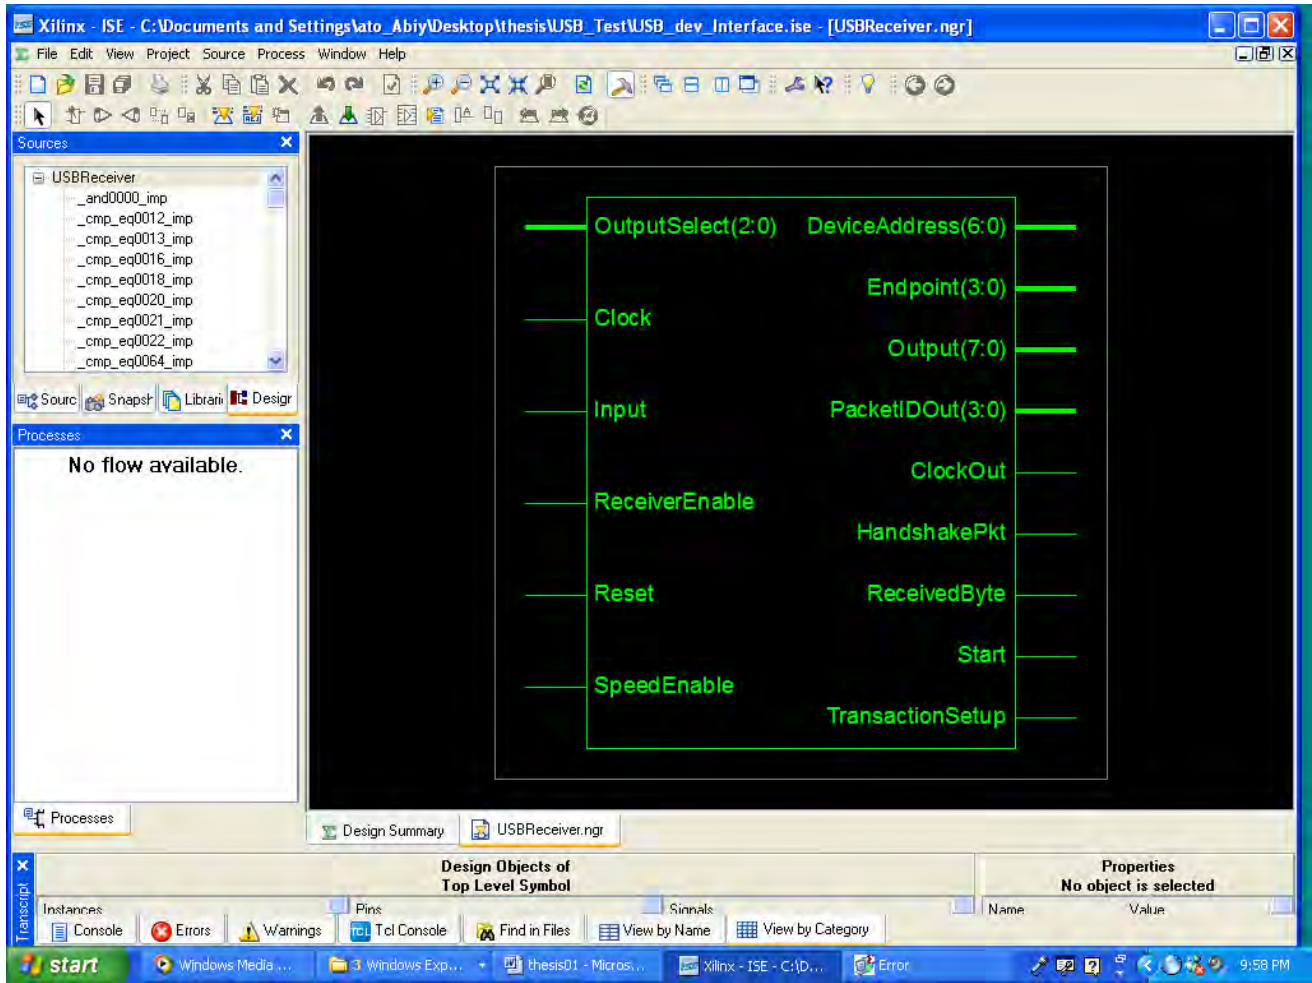 Xilinx - ISE - C:\Documents and Settings\ato_Abiy\Desktop\thesis\USB_Test\USB_dev_Interface.ise - [USBReceiver.ngr]
File Edit View Project Source Process Window Help
Sources
USBReceiver
_and0000_imp
_cmp_eq0012_imp
_cmp_eq0013_imp
_cmp_eq0016_imp
_cmp_eq0018_imp
_cmp_eq0020_imp
_cmp_eq0021_imp
_cmp_eq0022_imp
_cmp_eq0064_imp
Sourc Snapsh Librari Design
Processes
No flow available.
Processes
OutputSelect(2:0) DeviceAddress(6:0)
Endpoint(3:0)
Clock
Output(7:0)
Input PacketIDOut(3:0)
ClockOut
ReceiverEnable
HandshakePkt
Reset ReceivedByte
Start
SpeedEnable
TransactionSetup
Design Summary USBReceiver.ngr
Transcript
Design Objects of
Top Level Symbol
Properties
No object is selected
Instances Pins Signals Name Value
Console Errors Warnings TCL Tcl Console Find in Files View by Name View by Category
start Windows Media ... 3 Windows Exp... thesis01 - Micros... Xilinx - ISE - C:\D... Error 9:58 PM